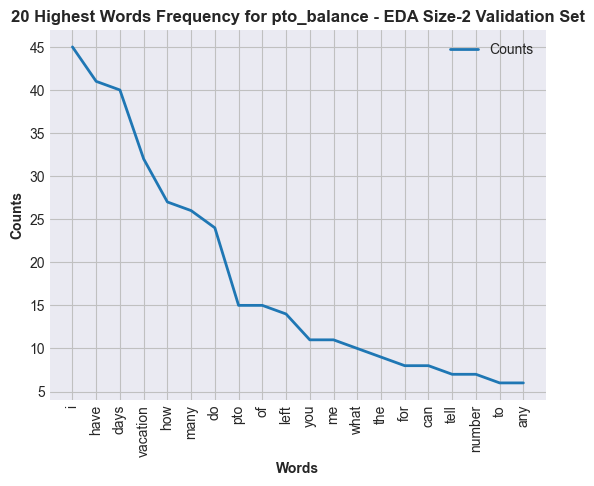 20 Highest Words Frequency for pto_balance - EDA Size-2 Validation Set
Counts
45
40
35
30
25
20
15
10
5
Counts
i
have
days
vacation
how
many
do
pto
of
left
you
me
what
the
for
can
tell
number
to
any
Words